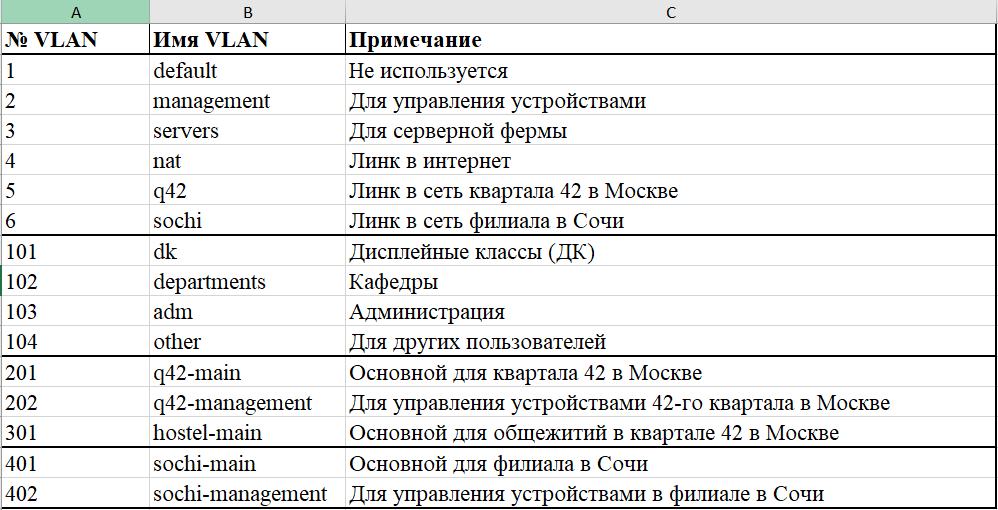 A B C
№ VLAN Имя VLAN Примечание
1 default Не используется
2 management Для управления устройствами
3 servers Для серверной фермы
4 nat Линк в интернет
5 q42 Линк в сеть квартала 42 в Москве
6 sochi Линк в сеть филиала в Сочи
101 dk Дисплейные классы (ДК)
102 departments Кафедры
103 adm Администрация
104 other Для других пользователей
201 q42-main Основной для квартала 42 в Москве
202 q42-management Для управления устройствами 42-го квартала в Москве
301 hostel-main Основной для общежитий в квартале 42 в Москве
401 sochi-main Основной для филиала в Сочи
402 sochi-management Для управления устройствами в филиале в Сочи